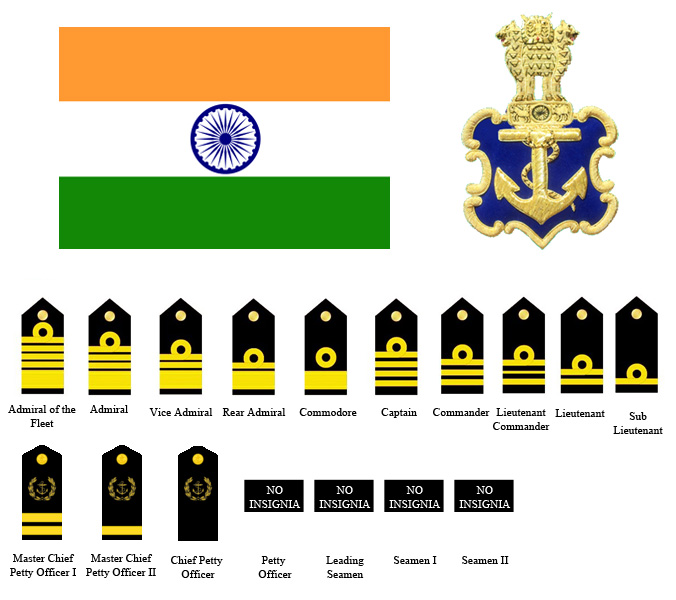 Admiral of the
Fleet
Admiral
Vice Admiral
Rear Admiral
Commodore
Captain
Commander
Lieutenant
Commander
Lieutenant
Sub
Lieutenant
NO
INSIGNIA
NO
INSIGNIA
NO
INSIGNIA
NO
INSIGNIA
Master Chief
Petty Officer I
Master Chief
Petty Officer II
Chief Petty
Officer
Petty
Officer
Leading
Seamen
Seamen I
Seamen II